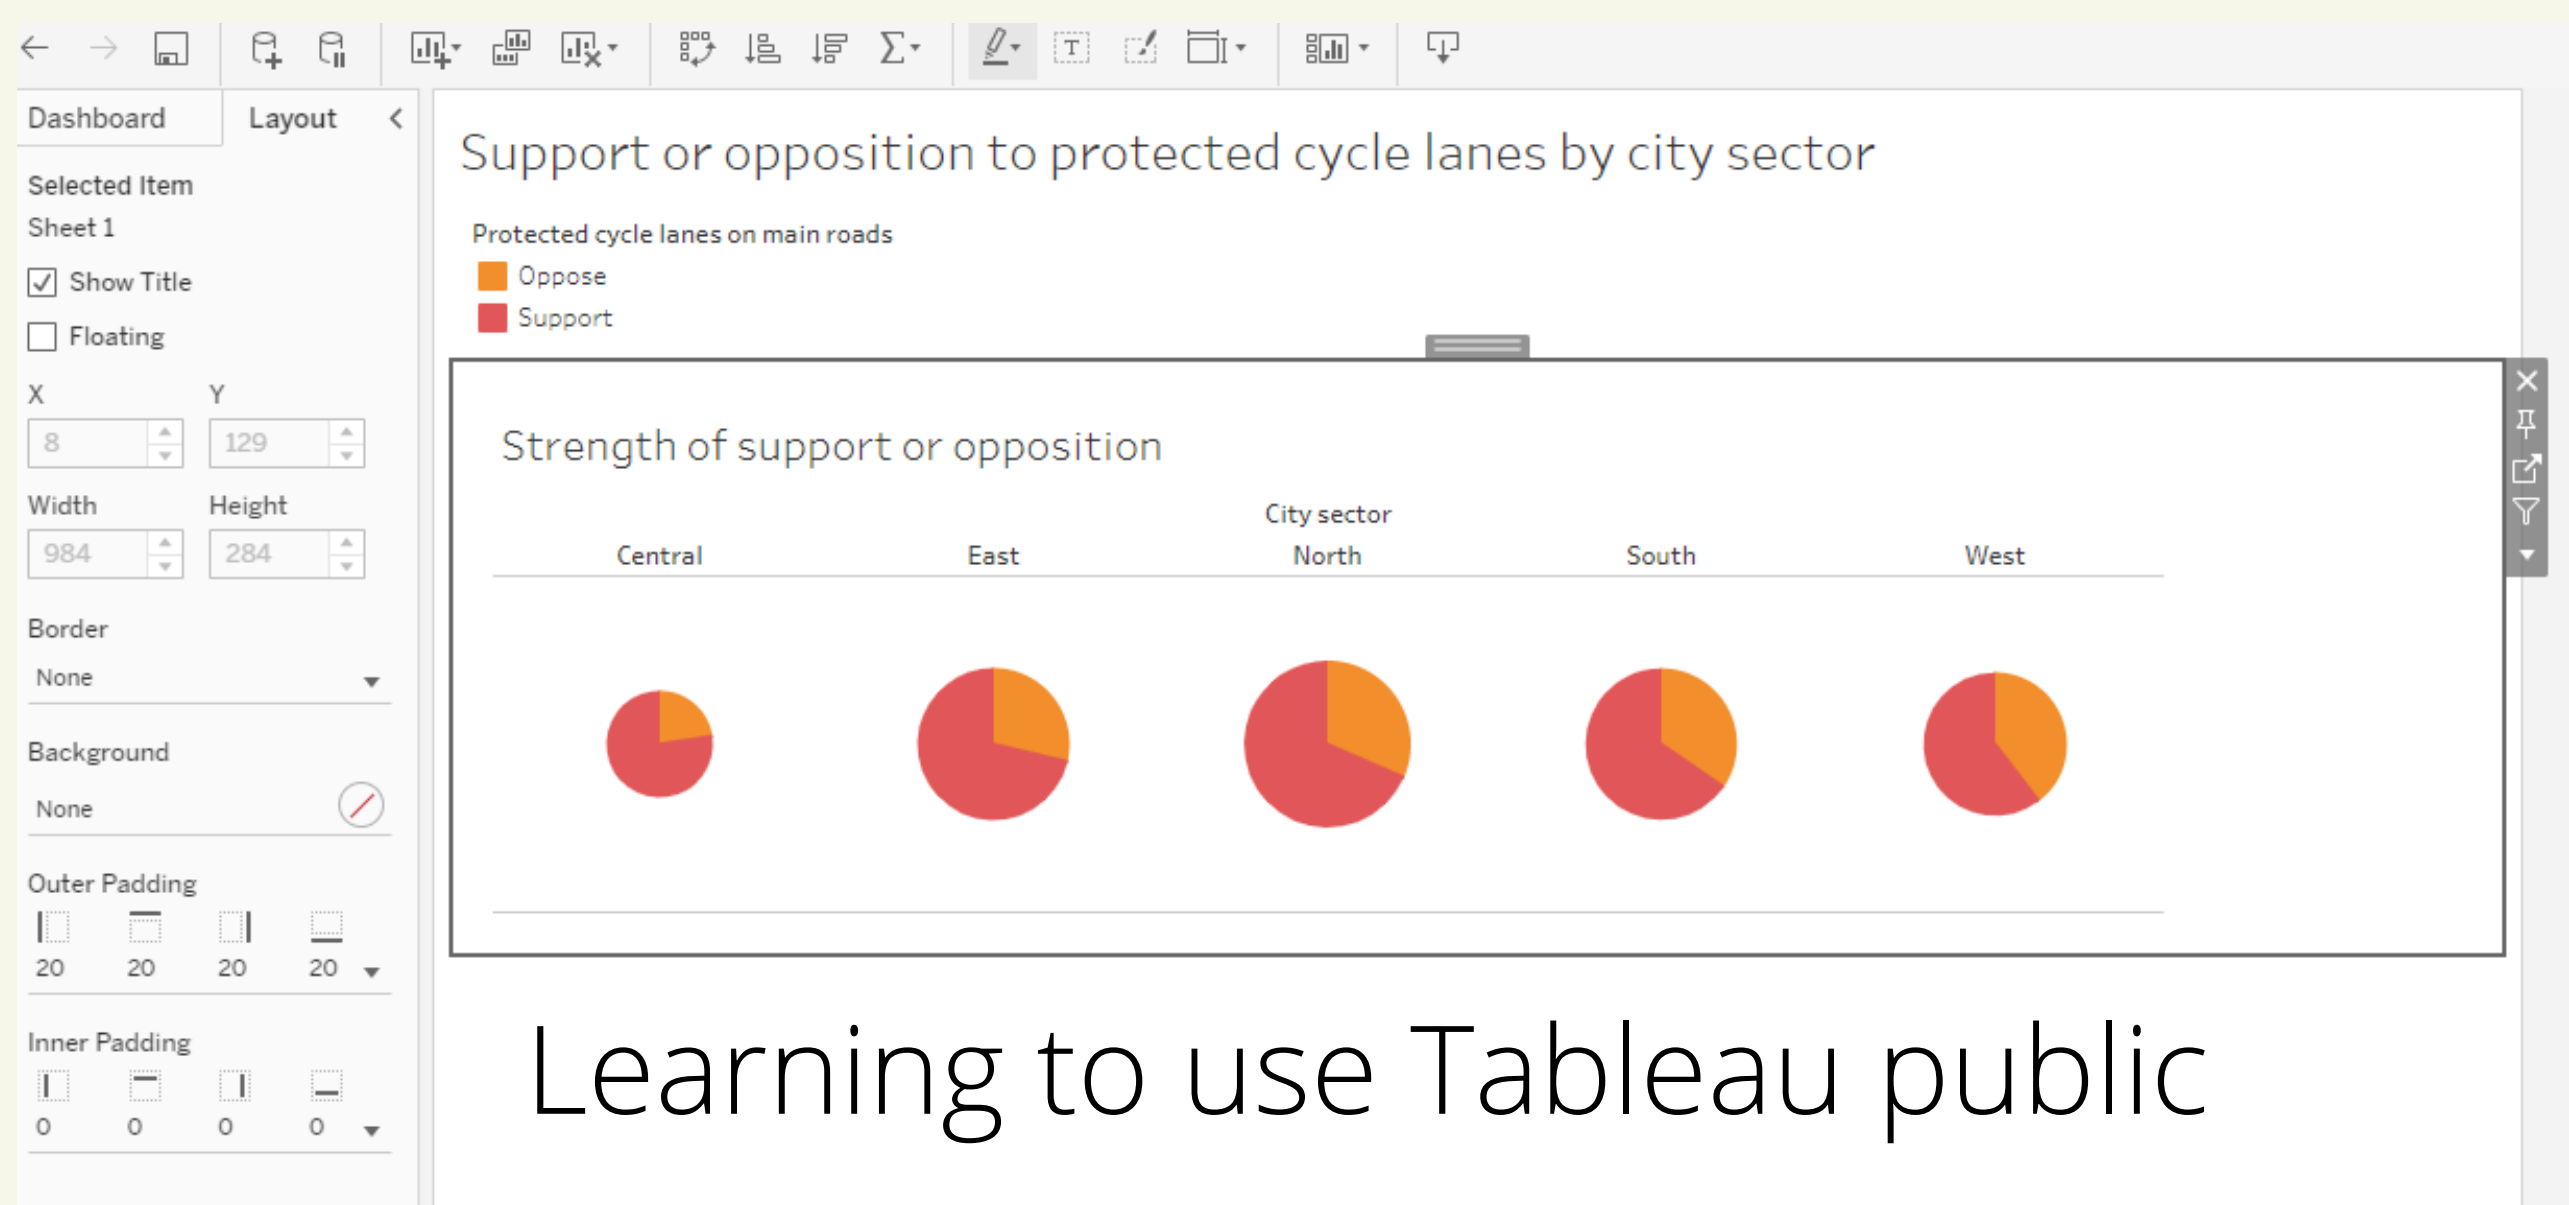 Dashboard
Layout
Selected Item
Sheet 1
Show Title
Floating
X Y
8 129
Width Height
984 284
Border
None
Background
None
Outer Padding
20 20 20 20
Inner Padding
0 0 0 0
Support or opposition to protected cycle lanes by city sector
Protected cycle lanes on main roads
Oppose
Support
Strength of support or opposition
City sector
Central East North South West
Learning to use Tableau public